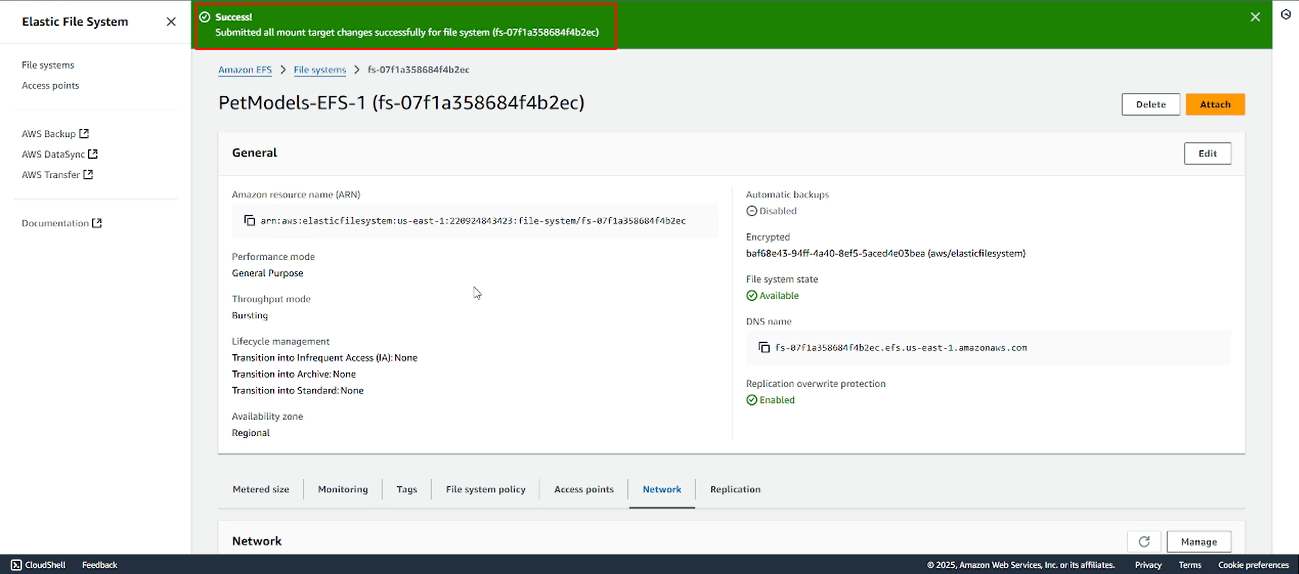 Elastic File System
Success!
Submitted all mount target changes successfully for file system (fs-07f1a358684f4b2ec)
File systems
Access points
AWS Backup
AWS DataSync
AWS Transfer
Documentation
Amazon EFS > File systems > fs-07f1a358684f4b2ec
PetModels-EFS-1 (fs-07f1a358684f4b2ec)
Delete
Attach
General
Edit
Amazon resource name (ARN)
arn:aws:elasticfilesystem:us-east-1:220924843423:file-system/fs-07f1a358684f4b2ec
Performance mode
General Purpose
Throughput mode
Bursting
Lifecycle management
Transition into Infrequent Access (IA): None
Transition into Archive: None
Transition into Standard: None
Availability zone
Regional
Automatic backups
Disabled
Encrypted
baf68e43-94ff-4a40-8ef5-5aced4e03bea (aws/elasticfilesystem)
File system state
Available
DNS name
fs-07f1a358684f4b2ec.efs.us-east-1.amazonaws.com
Replication overwrite protection
Enabled
Metered size
Monitoring
Tags
File system policy
Access points
Network
Replication
Network
Manage
CloudShell
Feedback
© 2025, Amazon Web Services, Inc. or its affiliates.
Privacy
Terms
Cookie preferences